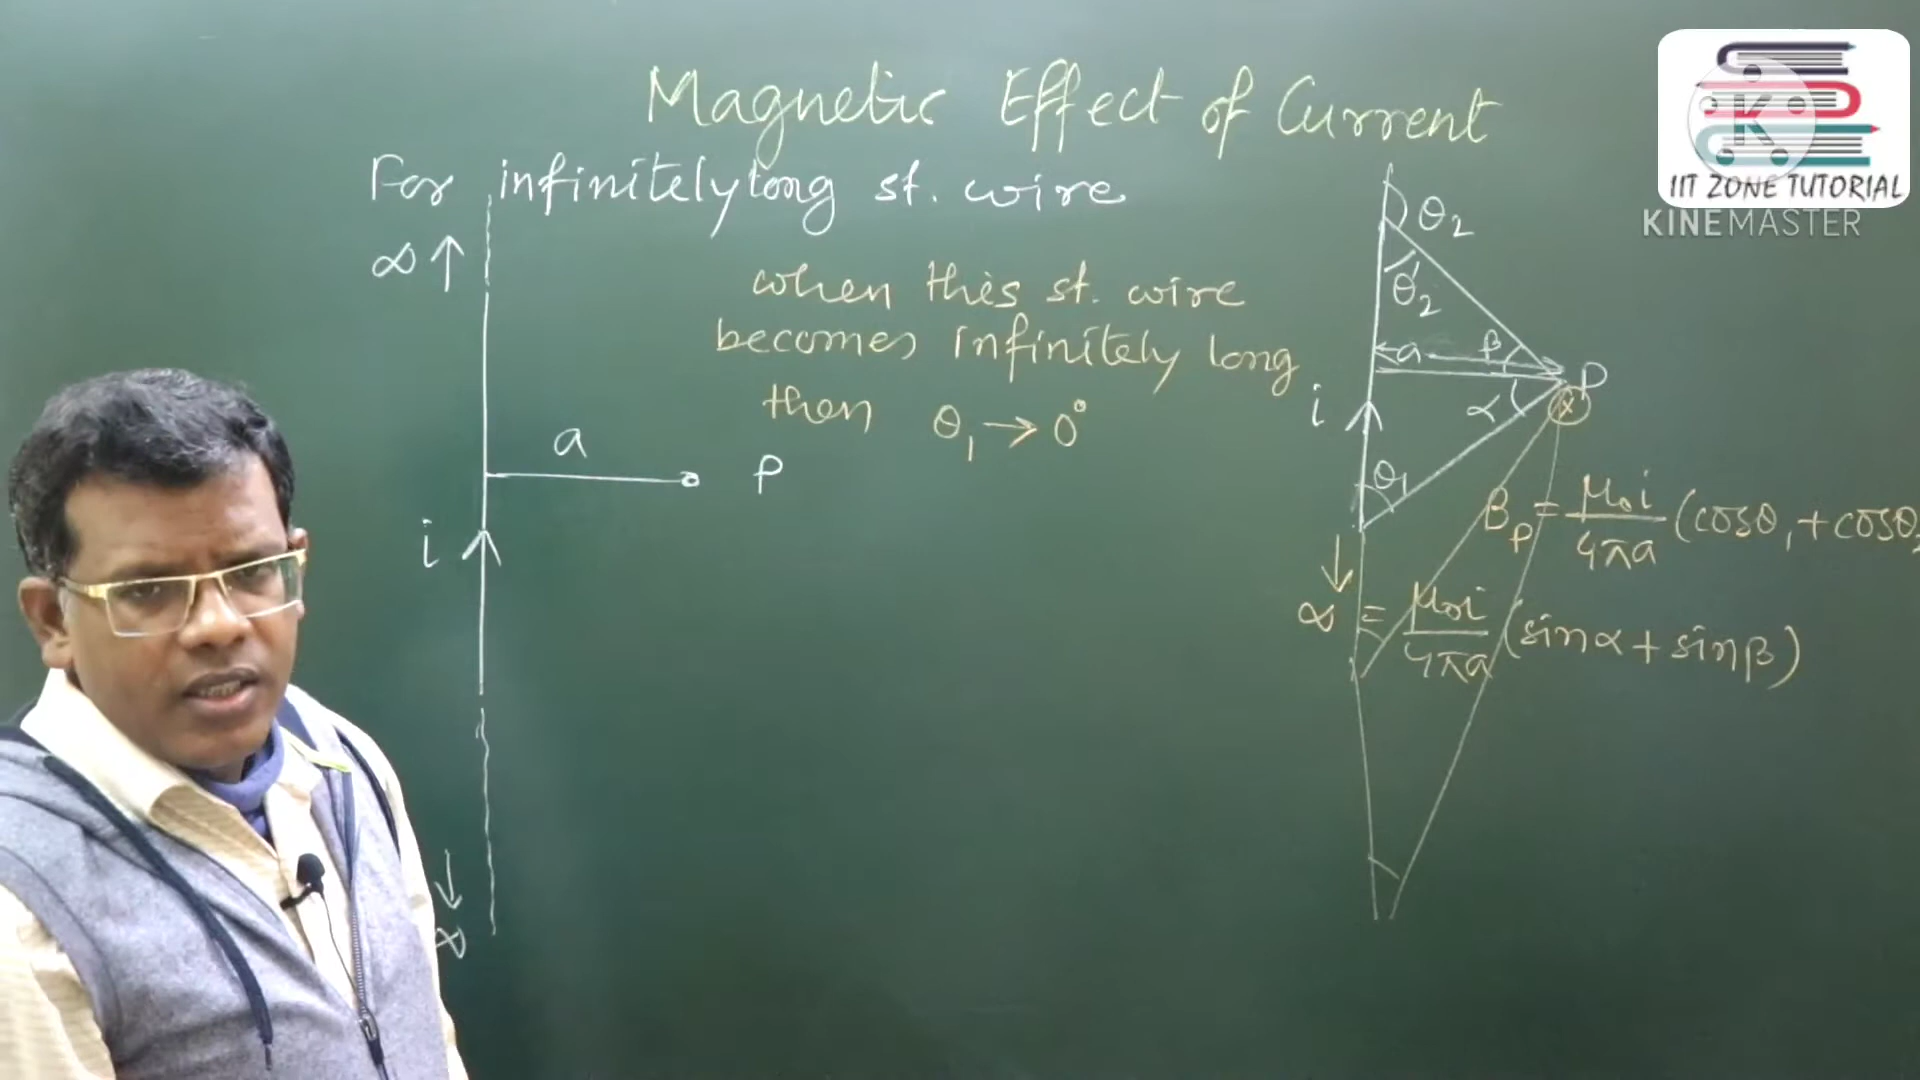 Magnetic Effect of Current
For infinitely long st. wire
∞ ↑
when this st. wire
becomes infinitely long
then θ₁ → 0°
a
P
i
↓
∞
θ₂
θ'₂
a
β
P
α
i
θ₁
B_P = μ₀i/4πa (cosθ₁ + cosθ₂
↓
∞
= μ₀i/4πa (sinα + sinβ)
K
IIT ZONE TUTORIAL
KINEMASTER